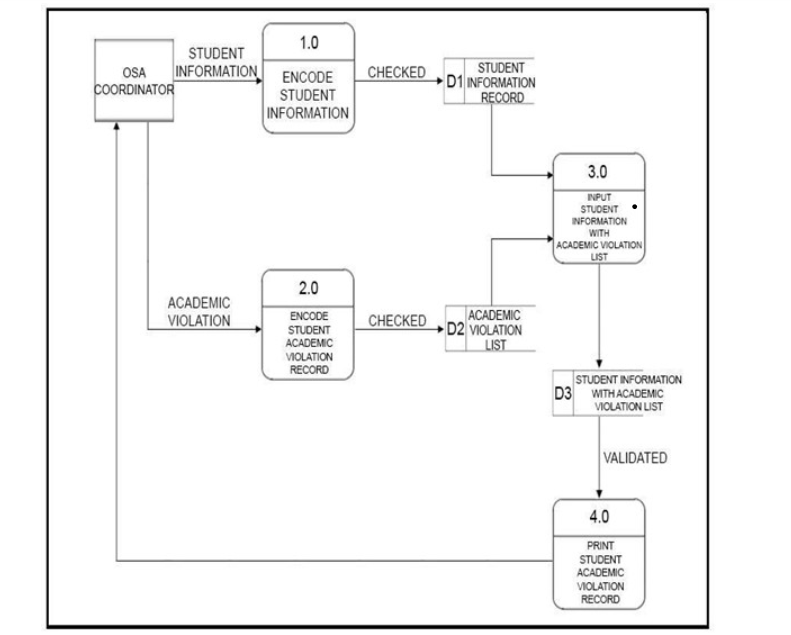 OSA
COORDINATOR
STUDENT
INFORMATION
1.0
ENCODE
STUDENT
INFORMATION
CHECKED
D1
STUDENT
INFORMATION
RECORD
3.0
INPUT
STUDENT
INFORMATION
WITH
ACADEMIC VIOLATION
LIST
ACADEMIC
VIOLATION
2.0
ENCODE
STUDENT
ACADEMIC
VIOLATION
RECORD
CHECKED
D2
ACADEMIC
VIOLATION
LIST
D3
STUDENT INFORMATION
WITH ACADEMIC
VIOLATION LIST
VALIDATED
4.0
PRINT
STUDENT
ACADEMIC
VIOLATION
RECORD